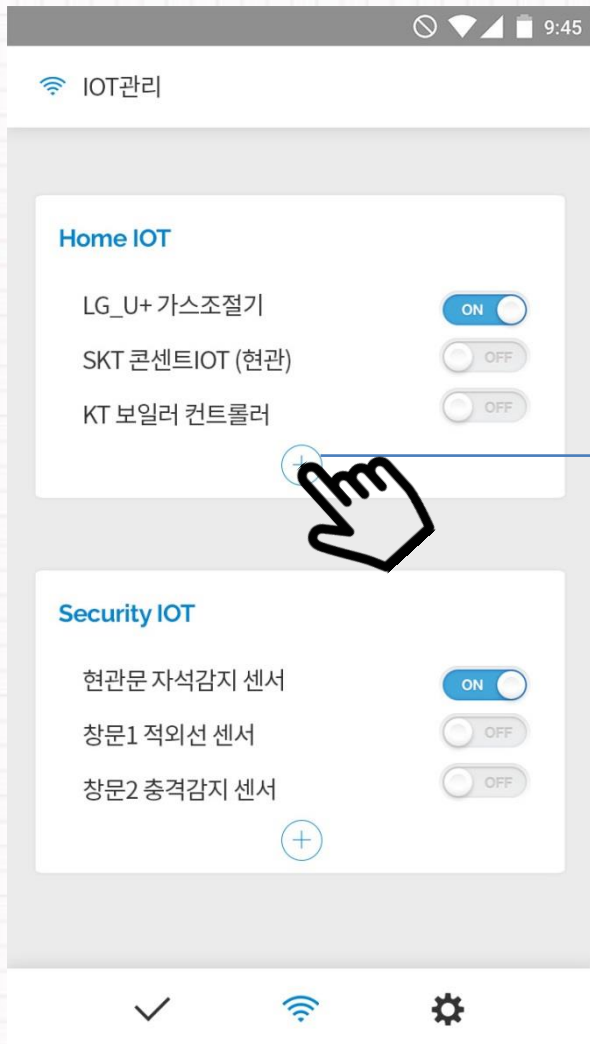 9:45
IOT관리
Home IOT
LG_U+ 가스조절기 ON
SKT 콘센트IOT (현관) OFF
KT 보일러 컨트롤러 OFF
Security IOT
현관문 자석감지 센서 ON
창문1 적외선 센서 OFF
창문2 충격감지 센서 OFF